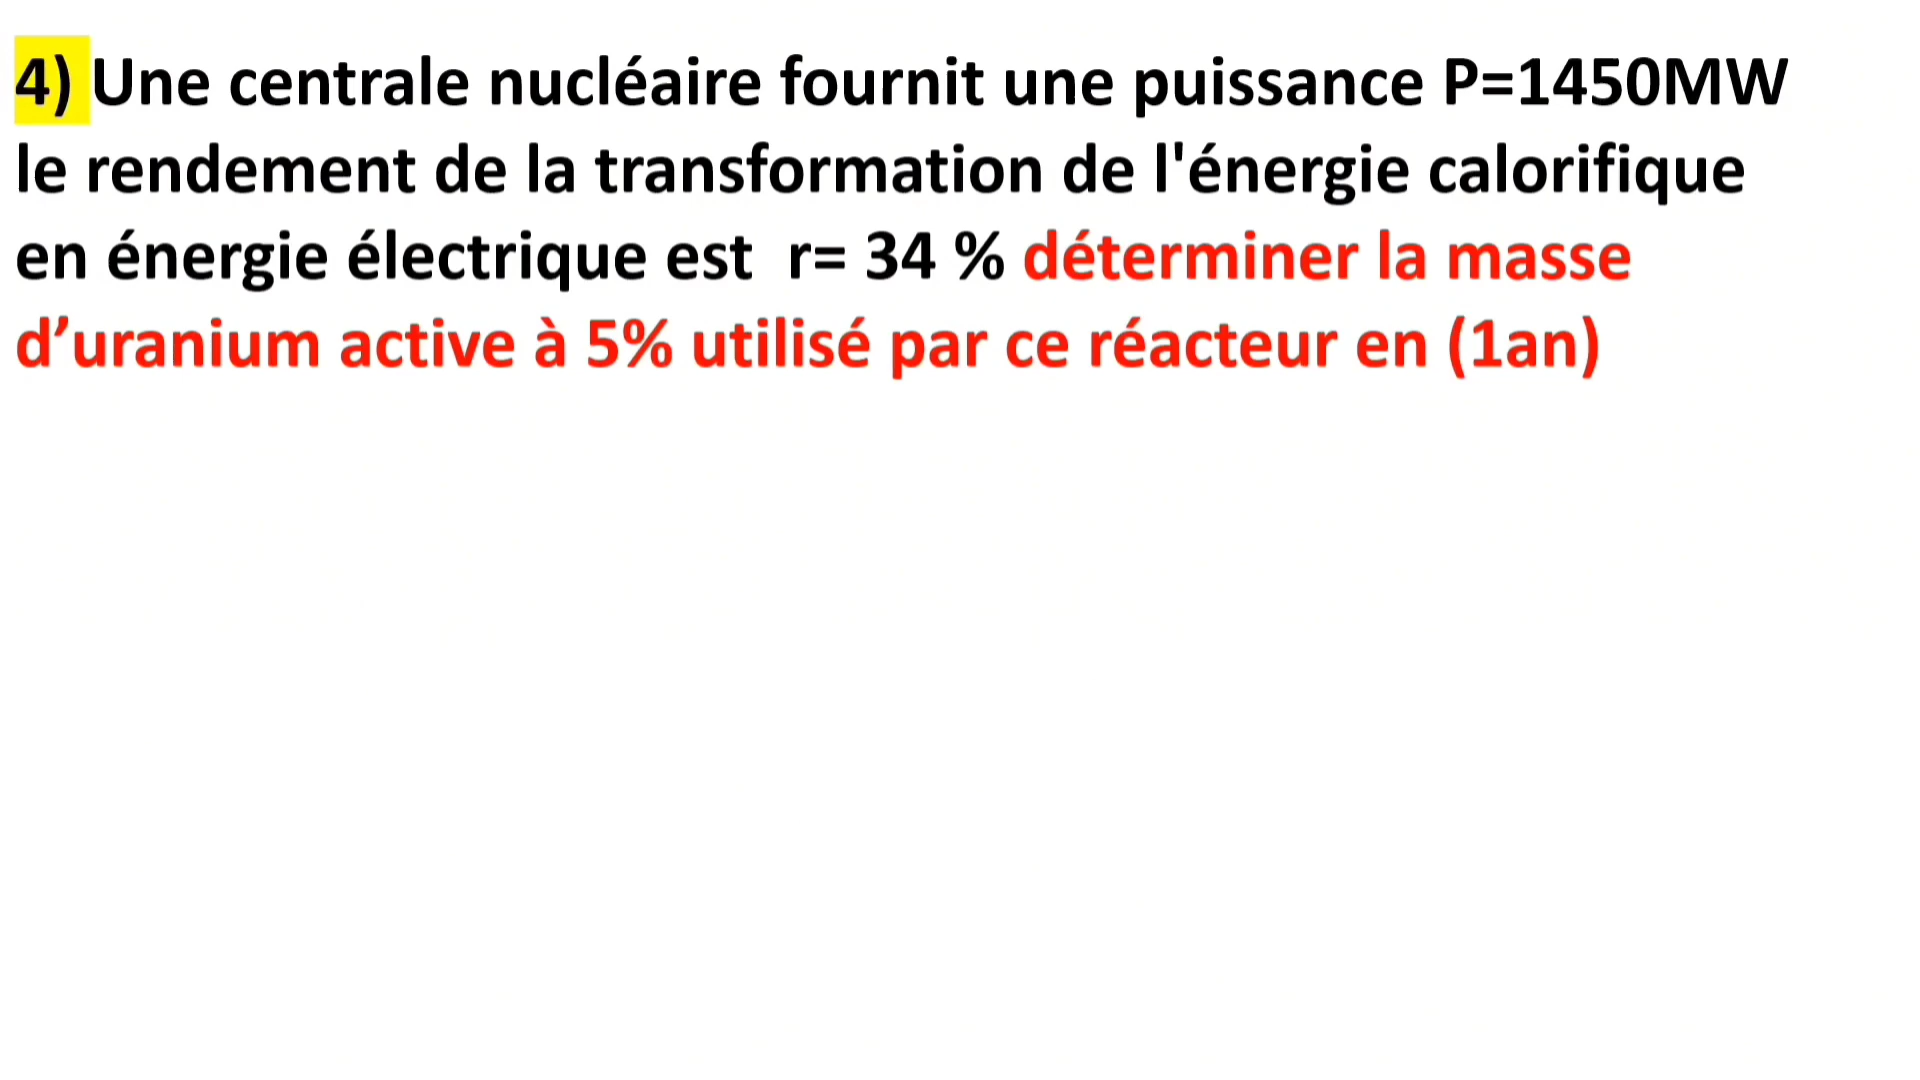 4) Une centrale nucléaire fournit une puissance P=1450MW
le rendement de la transformation de l'énergie calorifique
en énergie électrique est r= 34 % déterminer la masse
d’uranium active à 5% utilisé par ce réacteur en (1an)